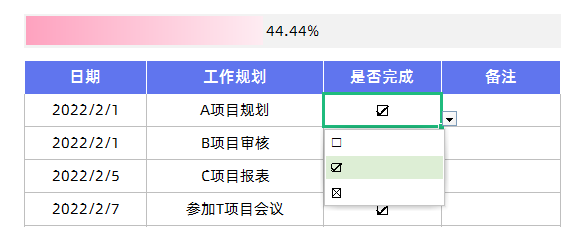 44.44%
日期 工作规划 是否完成 备注
2022/2/1 A项目规划 ☑
2022/2/1 B项目审核 ☐
2022/2/5 C项目报表 ☑
☒
2022/2/7 参加T项目会议 ☑